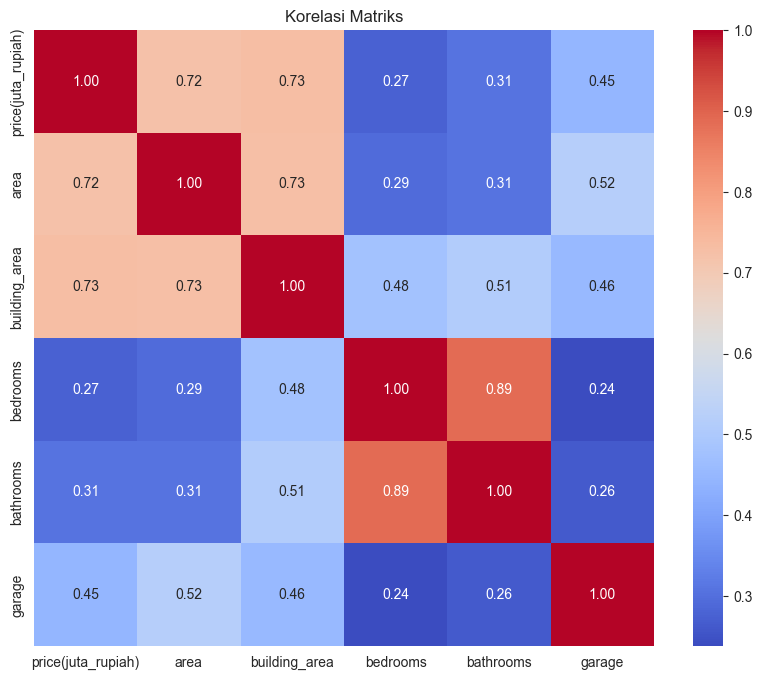 Korelasi Matriks
price(juta_rupiah) 1.00 0.72 0.73 0.27 0.31 0.45
area 0.72 1.00 0.73 0.29 0.31 0.52
building_area 0.73 0.73 1.00 0.48 0.51 0.46
bedrooms 0.27 0.29 0.48 1.00 0.89 0.24
bathrooms 0.31 0.31 0.51 0.89 1.00 0.26
garage 0.45 0.52 0.46 0.24 0.26 1.00
price(juta_rupiah) area building_area bedrooms bathrooms garage
1.0
0.9
0.8
0.7
0.6
0.5
0.4
0.3